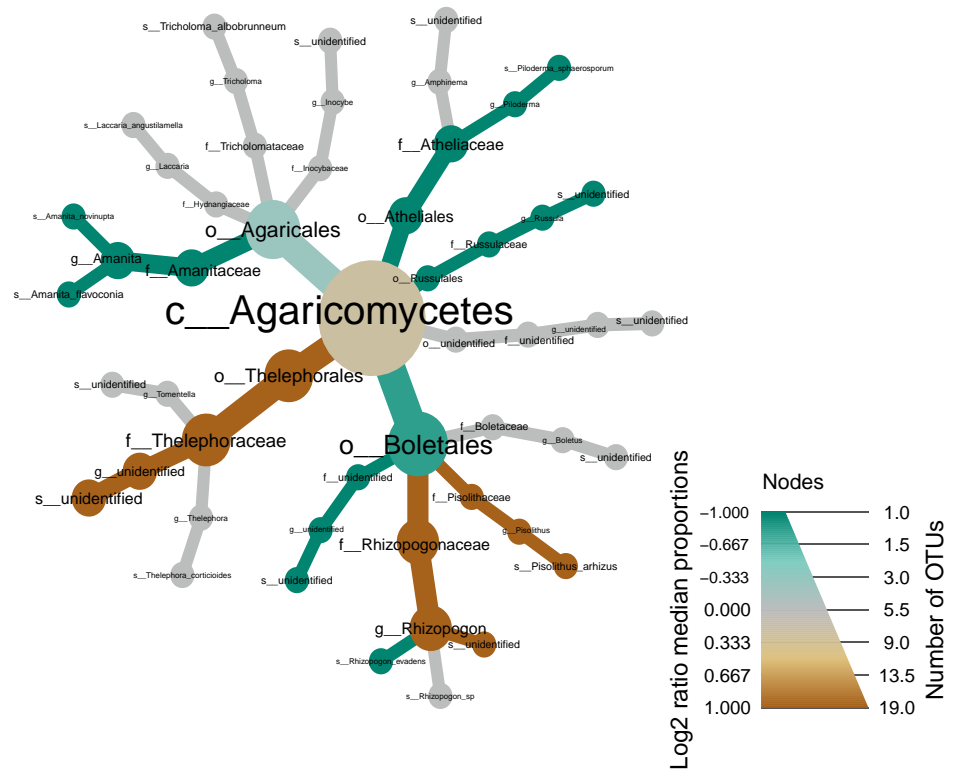 s__Tricholoma_albobrunneum
s__unidentified
s__unidentified
s__Piloderma_sphaerosporum
g__Tricholoma
g__Amphinema
g__Inocybe
g__Piloderma
s__Laccaria_angustilamella
f__Tricholomataceae
f__Atheliaceae
g__Laccaria
f__Inocybaceae
s__unidentified
f__Hydnangiaceae
s__Amanita_novinupta
o__Atheliales
g__Russula
o__Agaricales
f__Russulaceae
g__Amanita
f__Amanitaceae
o__Russulales
s__Amanita_flavoconia
c__Agaricomycetes
s__unidentified
g__unidentified
f__unidentified
o__unidentified
o__Thelephorales
s__unidentified
g__Tomentella
f__Boletaceae
f__Thelephoraceae
o__Boletales
g__Boletus
s__unidentified
g__unidentified
f__unidentified
s__unidentified
f__Pisolithaceae
g__Thelephora
g__unidentified
g__Pisolithus
f__Rhizopogonaceae
s__Thelephora_corticioides
s__unidentified
s__Pisolithus_arhizus
g__Rhizopogon
s__unidentified
s__Rhizopogon_evadens
s__Rhizopogon_sp
Nodes
−1.000 1.0
−0.667 1.5
−0.333 3.0
0.000 5.5
0.333 9.0
0.667 13.5
1.000 19.0
Log2 ratio median proportions
Number of OTUs